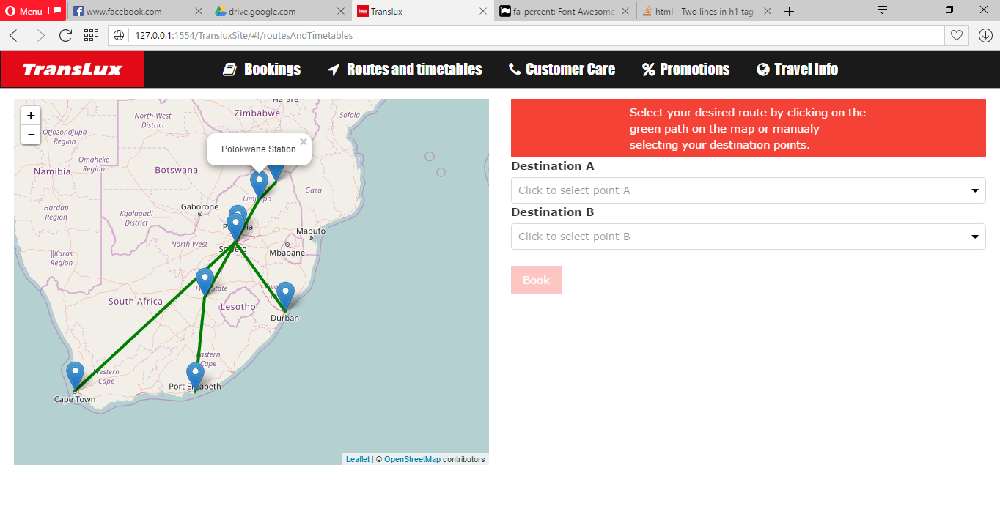 Menu
www.facebook.com
drive.google.com
Translux
fa-percent: Font Awesome
html - Two lines in h1 tag -
127.0.0.1:1554/TransluxSite/#!/routesAndTimetables
TRANSLUX
Bookings
Routes and timetables
Customer Care
Promotions
Travel Info
+
−
Harare
Zimbabwe
Sofala
North-West
District
Otjozondjupa
Region
Polokwane Station
×
Omaheke
Region
Namibia
Botswana
Gaza
Limpopo
Hardap
Region
Kgalagadi
District
Gaborone
Maputo
North West
Mbabane
||Karas
Region
South Africa
Lesotho
Durban
Eastern
Cape
Western
Cape
Port Elizabeth
Cape Town
Leaflet | © OpenStreetMap contributors
Select your desired route by clicking on the
green path on the map or manualy
selecting your destination points.
Destination A
Click to select point A
Destination B
Click to select point B
Book